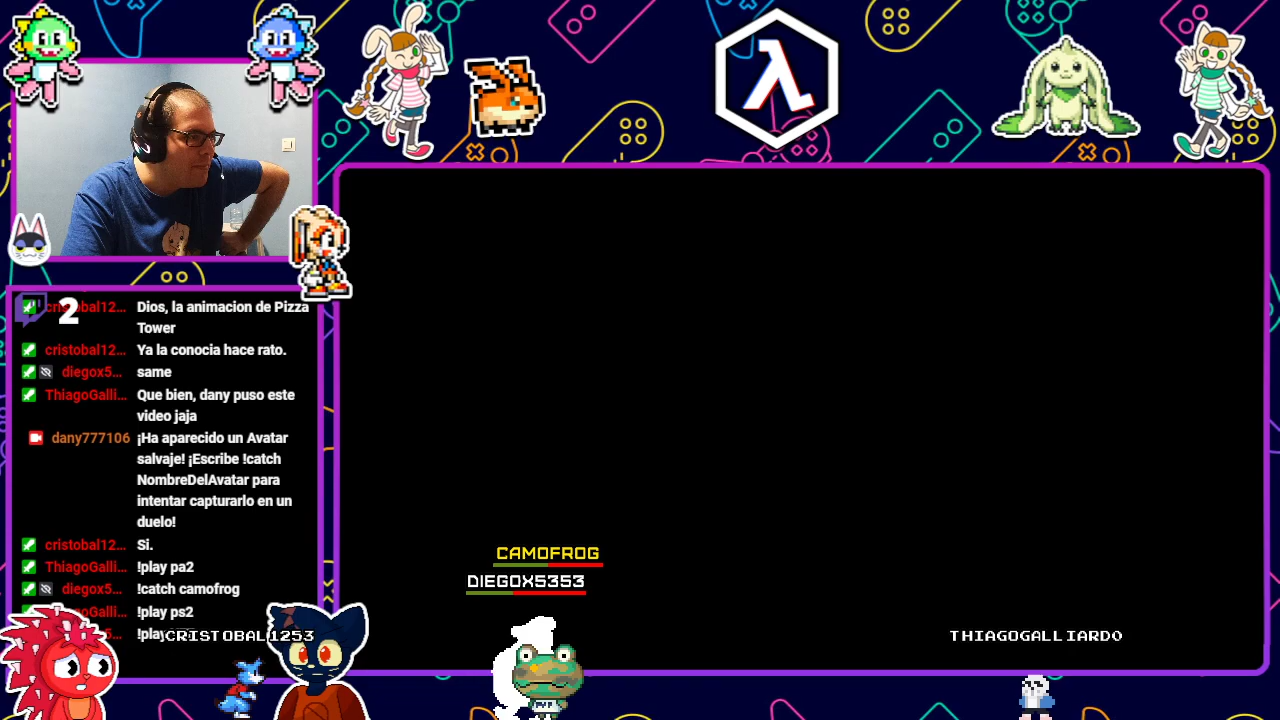 2
Dios, la animacion de Pizza
Tower
cristobal12... Ya la conocia hace rato.
diegox5... same
ThiagoGalli... Que bien, dany puso este
video jaja
dany777106 ¡Ha aparecido un Avatar
salvaje! ¡Escribe !catch
NombreDelAvatar para
intentar capturarlo en un
duelo!
cristobal12... Si.
ThiagoGalli... !play pa2
diegox5... !catch camofrog
!play ps2
CAMOFROG
DIEGOX5353
CRISTOBAL1253
THIAGOGALLIARDO